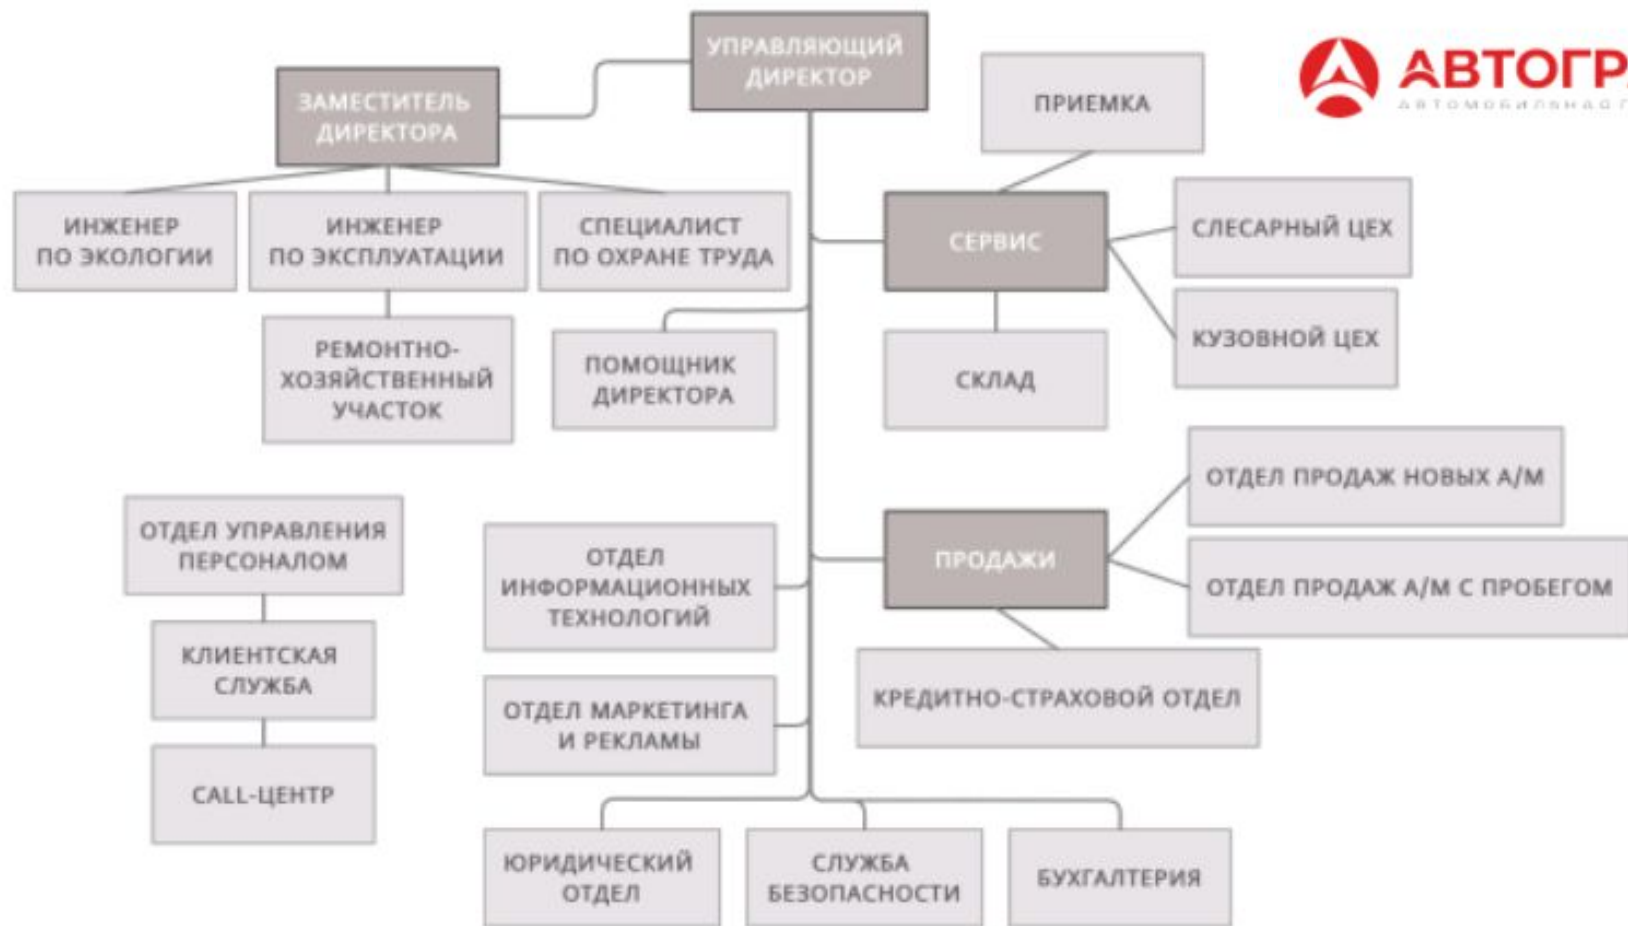 УПРАВЛЯЮЩИЙ
ДИРЕКТОР
ЗАМЕСТИТЕЛЬ
ДИРЕКТОРА
ПРИЕМКА
АВТОГРА
АВТОМОБИЛЬНАЯ Г
ИНЖЕНЕР
ПО ЭКОЛОГИИ
ИНЖЕНЕР
ПО ЭКСПЛУАТАЦИИ
СПЕЦИАЛИСТ
ПО ОХРАНЕ ТРУДА
СЕРВИС
СЛЕСАРНЫЙ ЦЕХ
КУЗОВНОЙ ЦЕХ
РЕМОНТНО-
ХОЗЯЙСТВЕННЫЙ
УЧАСТОК
ПОМОЩНИК
ДИРЕКТОРА
СКЛАД
ОТДЕЛ ПРОДАЖ НОВЫХ А/М
ОТДЕЛ УПРАВЛЕНИЯ
ПЕРСОНАЛОМ
ОТДЕЛ
ИНФОРМАЦИОННЫХ
ТЕХНОЛОГИЙ
ПРОДАЖИ
ОТДЕЛ ПРОДАЖ А/М С ПРОБЕГОМ
КЛИЕНТСКАЯ
СЛУЖБА
ОТДЕЛ МАРКЕТИНГА
И РЕКЛАМЫ
КРЕДИТНО-СТРАХОВОЙ ОТДЕЛ
CALL-ЦЕНТР
ЮРИДИЧЕСКИЙ
ОТДЕЛ
СЛУЖБА
БЕЗОПАСНОСТИ
БУХГАЛТЕРИЯ